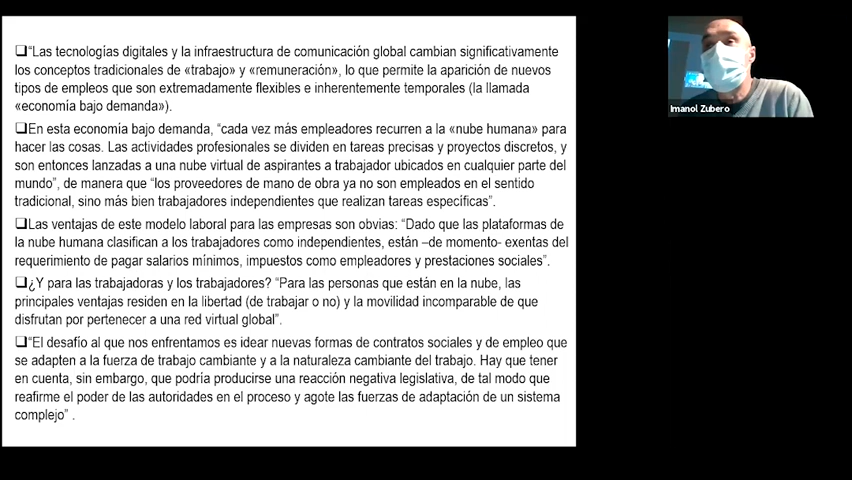 ❑“Las tecnologías digitales y la infraestructura de comunicación global cambian significativamente
los conceptos tradicionales de «trabajo» y «remuneración», lo que permite la aparición de nuevos
tipos de empleos que son extremadamente flexibles e inherentemente temporales (la llamada
«economía bajo demanda»).
❑En esta economía bajo demanda, “cada vez más empleadores recurren a la «nube humana» para
hacer las cosas. Las actividades profesionales se dividen en tareas precisas y proyectos discretos, y
son entonces lanzadas a una nube virtual de aspirantes a trabajador ubicados en cualquier parte del
mundo”, de manera que “los proveedores de mano de obra ya no son empleados en el sentido
tradicional, sino más bien trabajadores independientes que realizan tareas específicas”.
❑Las ventajas de este modelo laboral para las empresas son obvias: “Dado que las plataformas de
la nube humana clasifican a los trabajadores como independientes, están –de momento- exentas del
requerimiento de pagar salarios mínimos, impuestos como empleadores y prestaciones sociales”.
❑¿Y para las trabajadoras y los trabajadores? “Para las personas que están en la nube, las
principales ventajas residen en la libertad (de trabajar o no) y la movilidad incomparable de que
disfrutan por pertenecer a una red virtual global”.
❑“El desafío al que nos enfrentamos es idear nuevas formas de contratos sociales y de empleo que
se adapten a la fuerza de trabajo cambiante y a la naturaleza cambiante del trabajo. Hay que tener
en cuenta, sin embargo, que podría producirse una reacción negativa legislativa, de tal modo que
reafirme el poder de las autoridades en el proceso y agote las fuerzas de adaptación de un sistema
complejo” .
Imanol Zubero